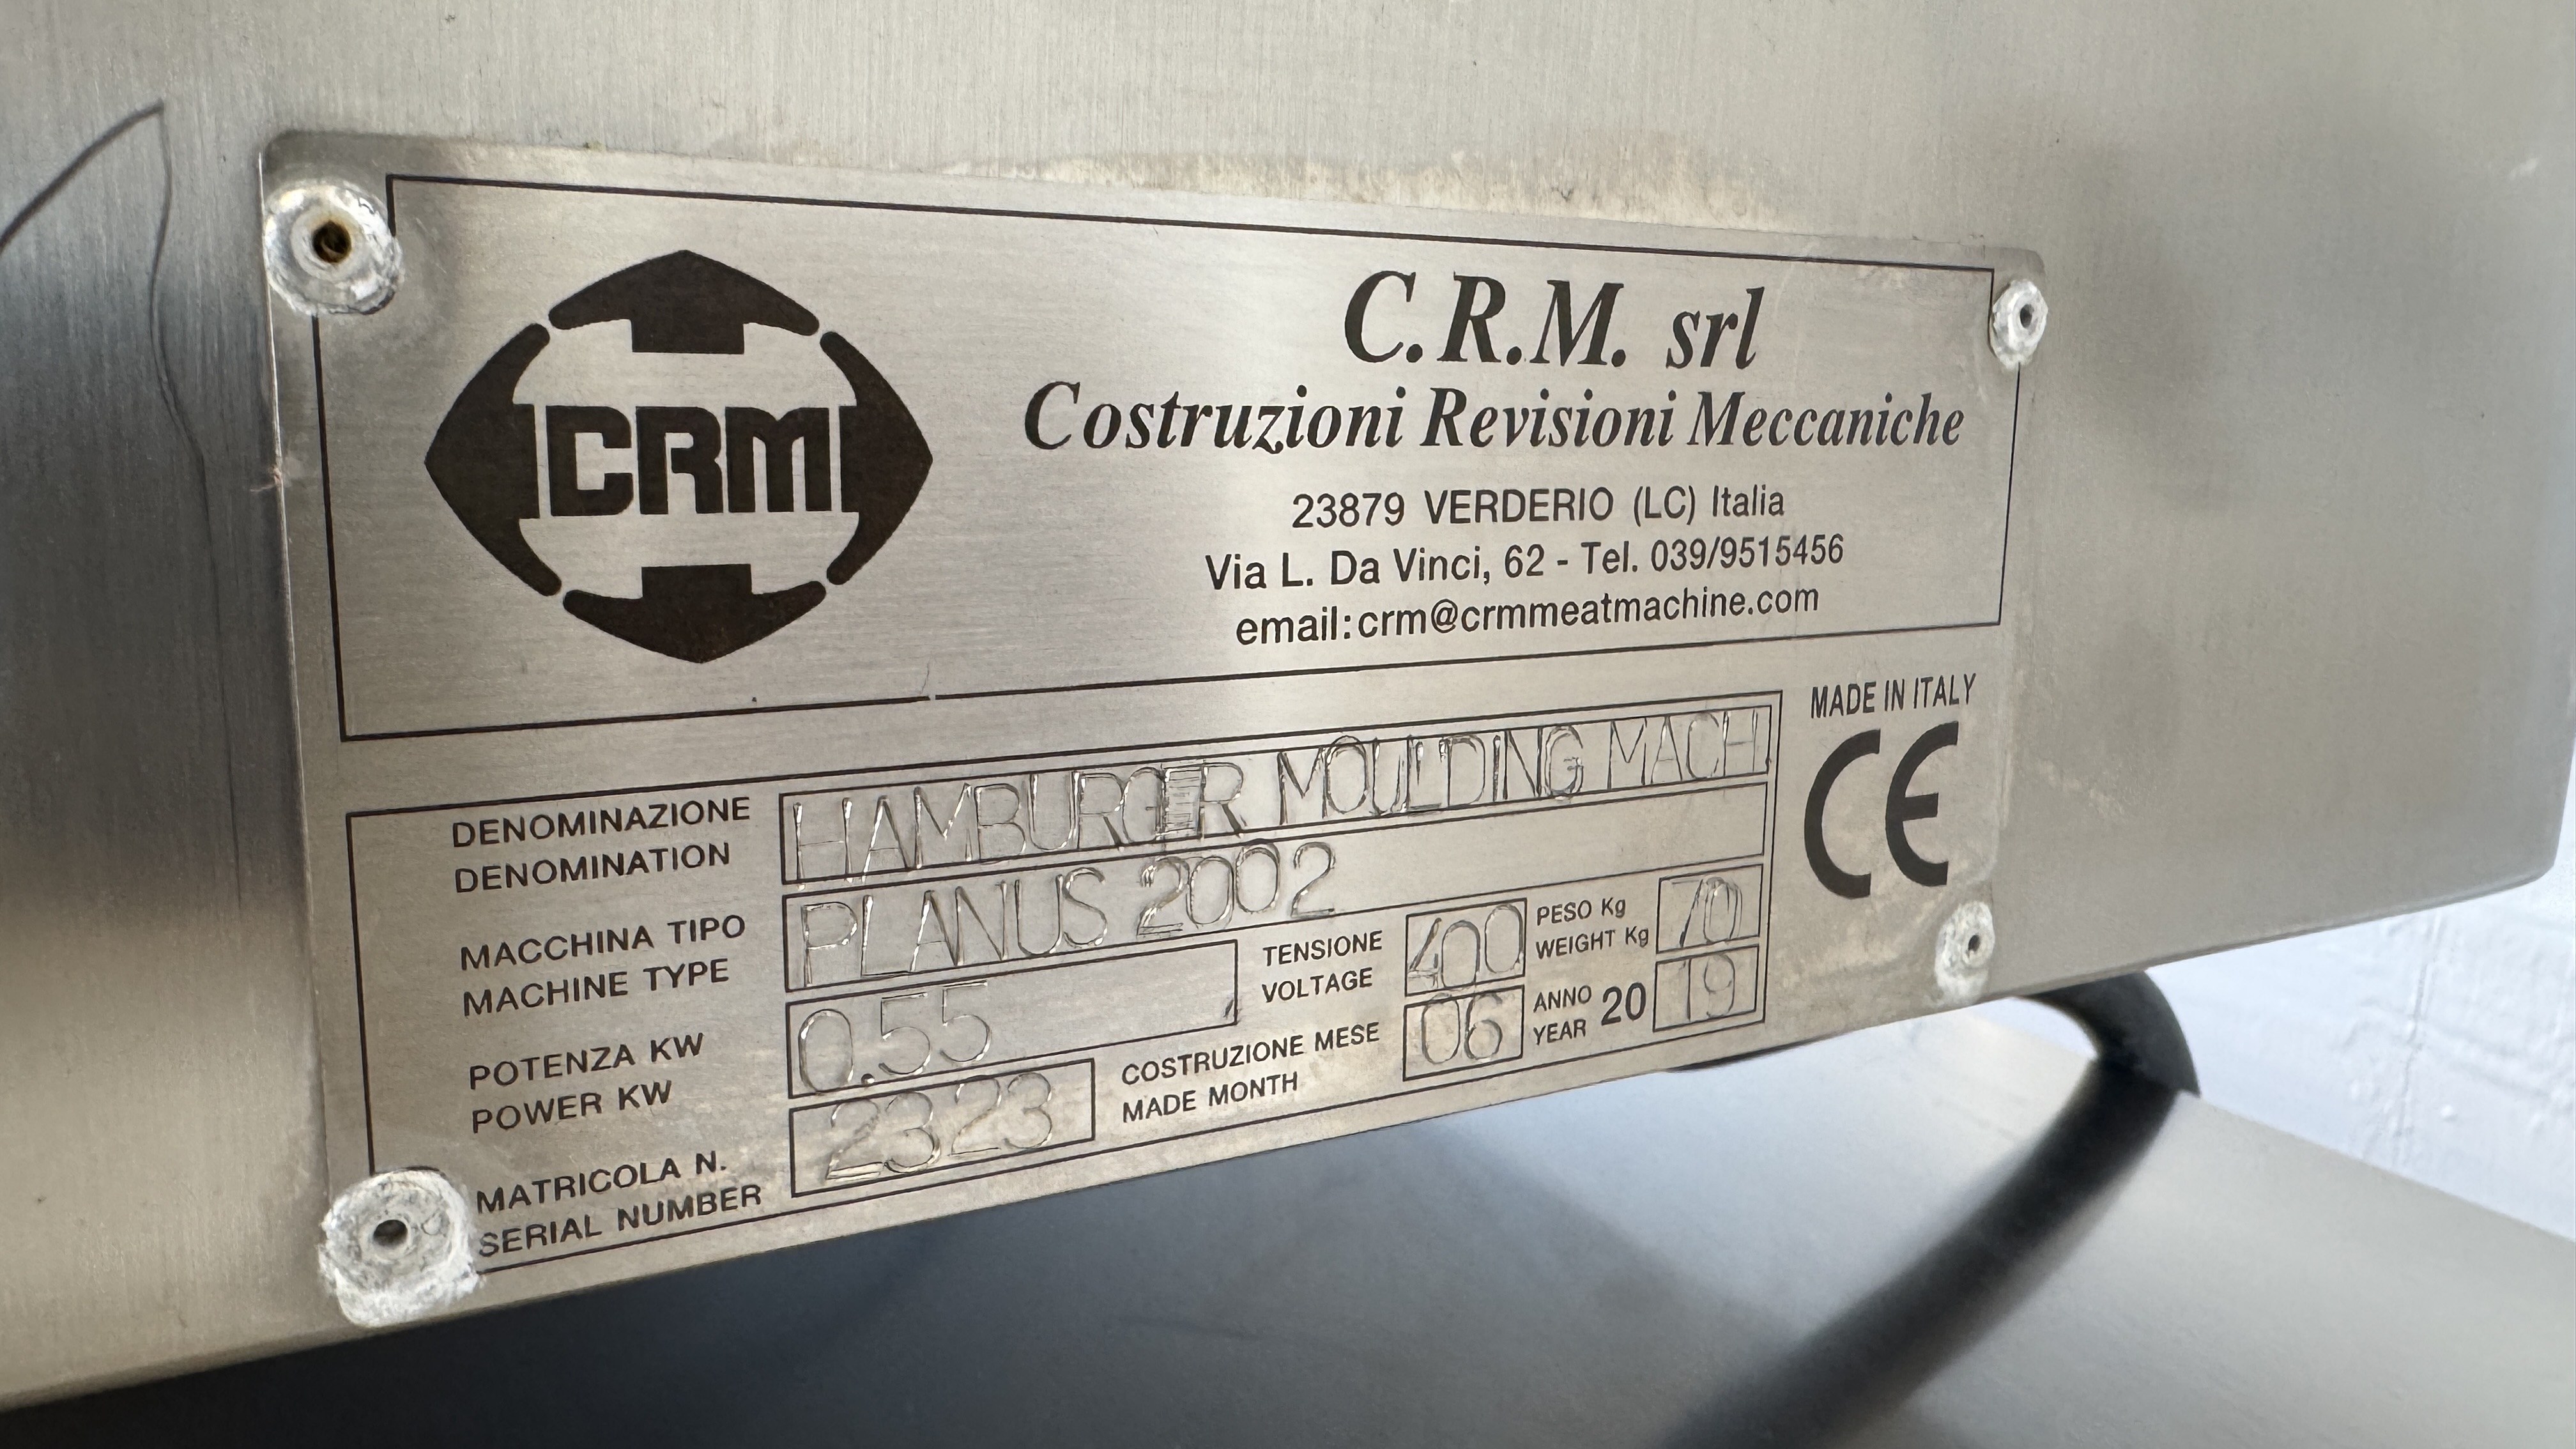 CRM
C.R.M. srl
Costruzioni Revisioni Meccaniche
23879 VERDERIO (LC) Italia
Via L. Da Vinci, 62 - Tel. 039/9515456
email:crm@crmmeatmachine.com
MADE IN ITALY
CE
DENOMINAZIONE
DENOMINATION
HAMBURGER MOULDING MACH
MACCHINA TIPO
MACHINE TYPE
PLANUS 2002
POTENZA KW
POWER KW
0.55
TENSIONE
VOLTAGE
400
PESO Kg
WEIGHT Kg
70
MATRICOLA N.
SERIAL NUMBER
2323
COSTRUZIONE MESE
MADE MONTH
06
ANNO
YEAR
20 19